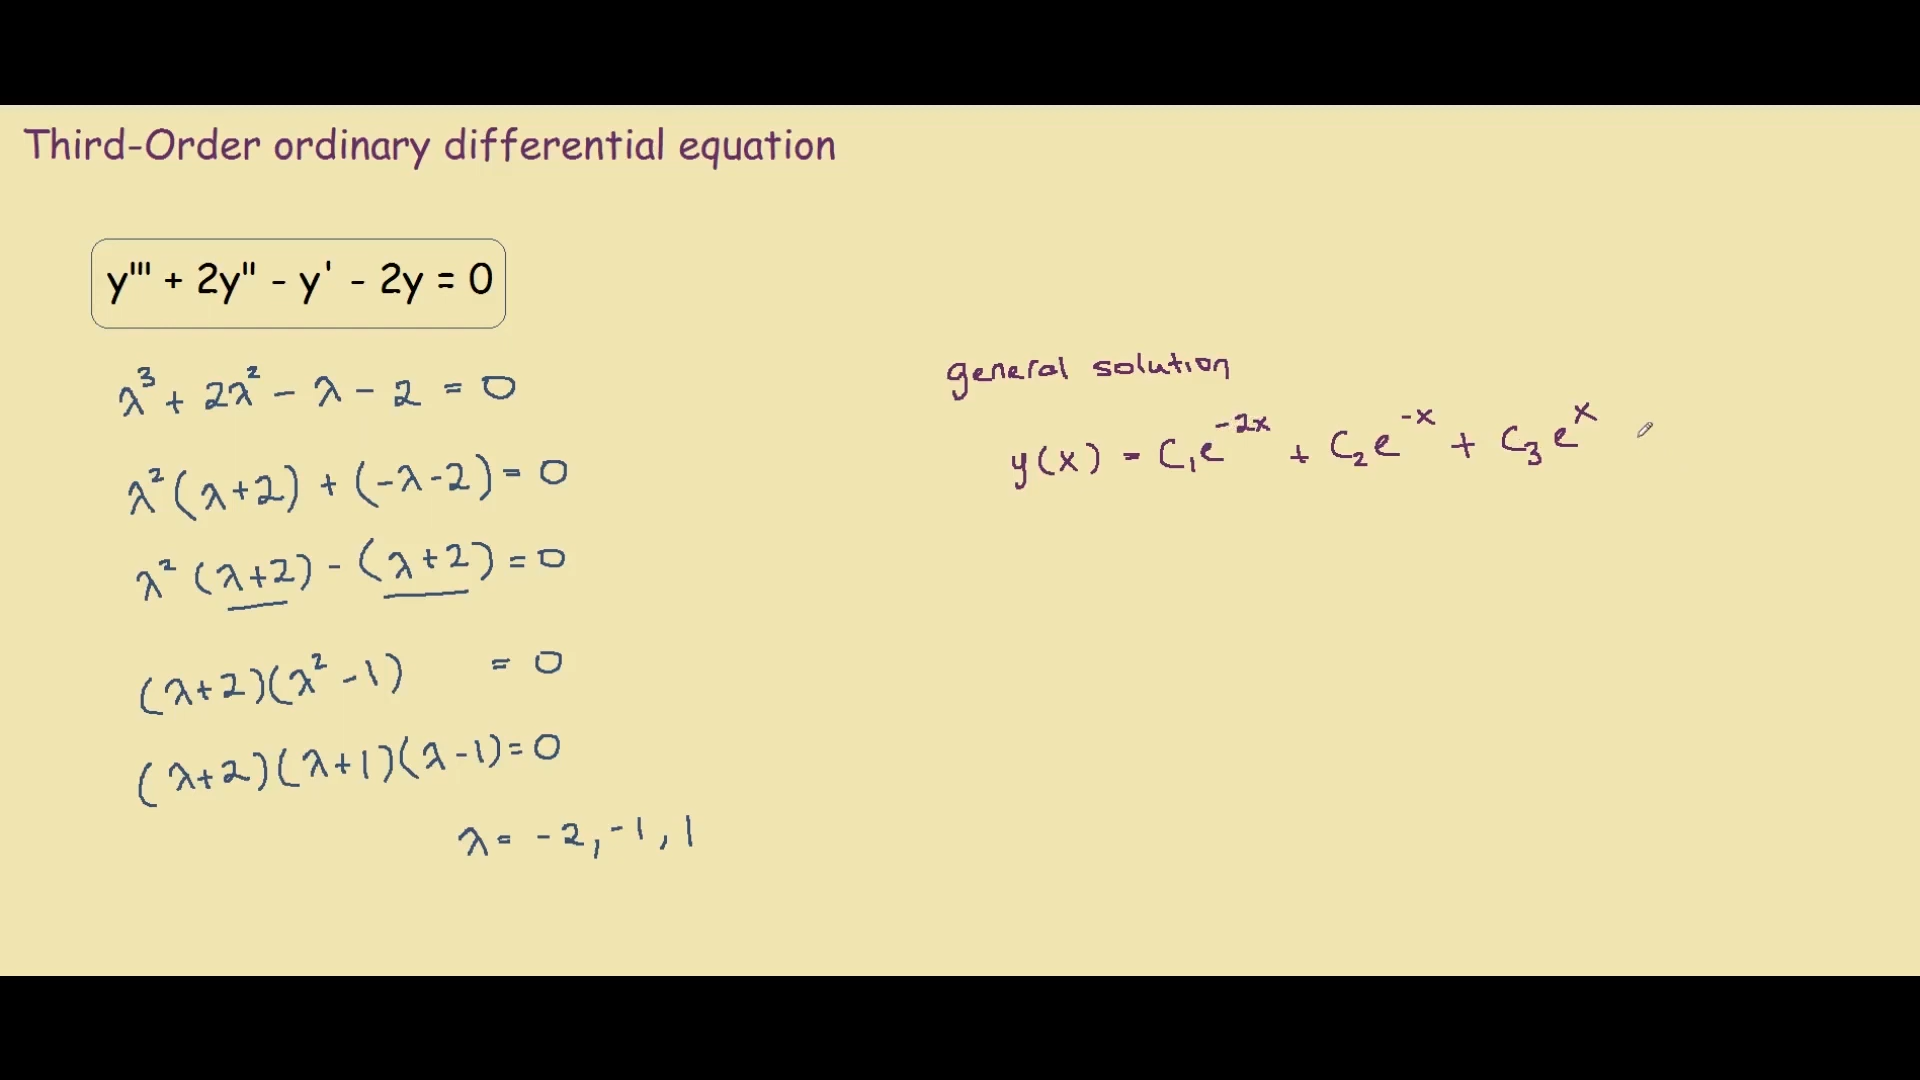 Third-Order ordinary differential equation
y''' + 2y'' - y' - 2y = 0
λ³ + 2λ² - λ - 2 = 0
λ²(λ+2) + (-λ-2) = 0
λ²(λ+2) - (λ+2) = 0
(λ+2)(λ²-1) = 0
(λ+2)(λ+1)(λ-1) = 0
λ = -2, -1, 1
general solution
y(x) = C₁e^-2x + C₂e^-x + C₃e^x